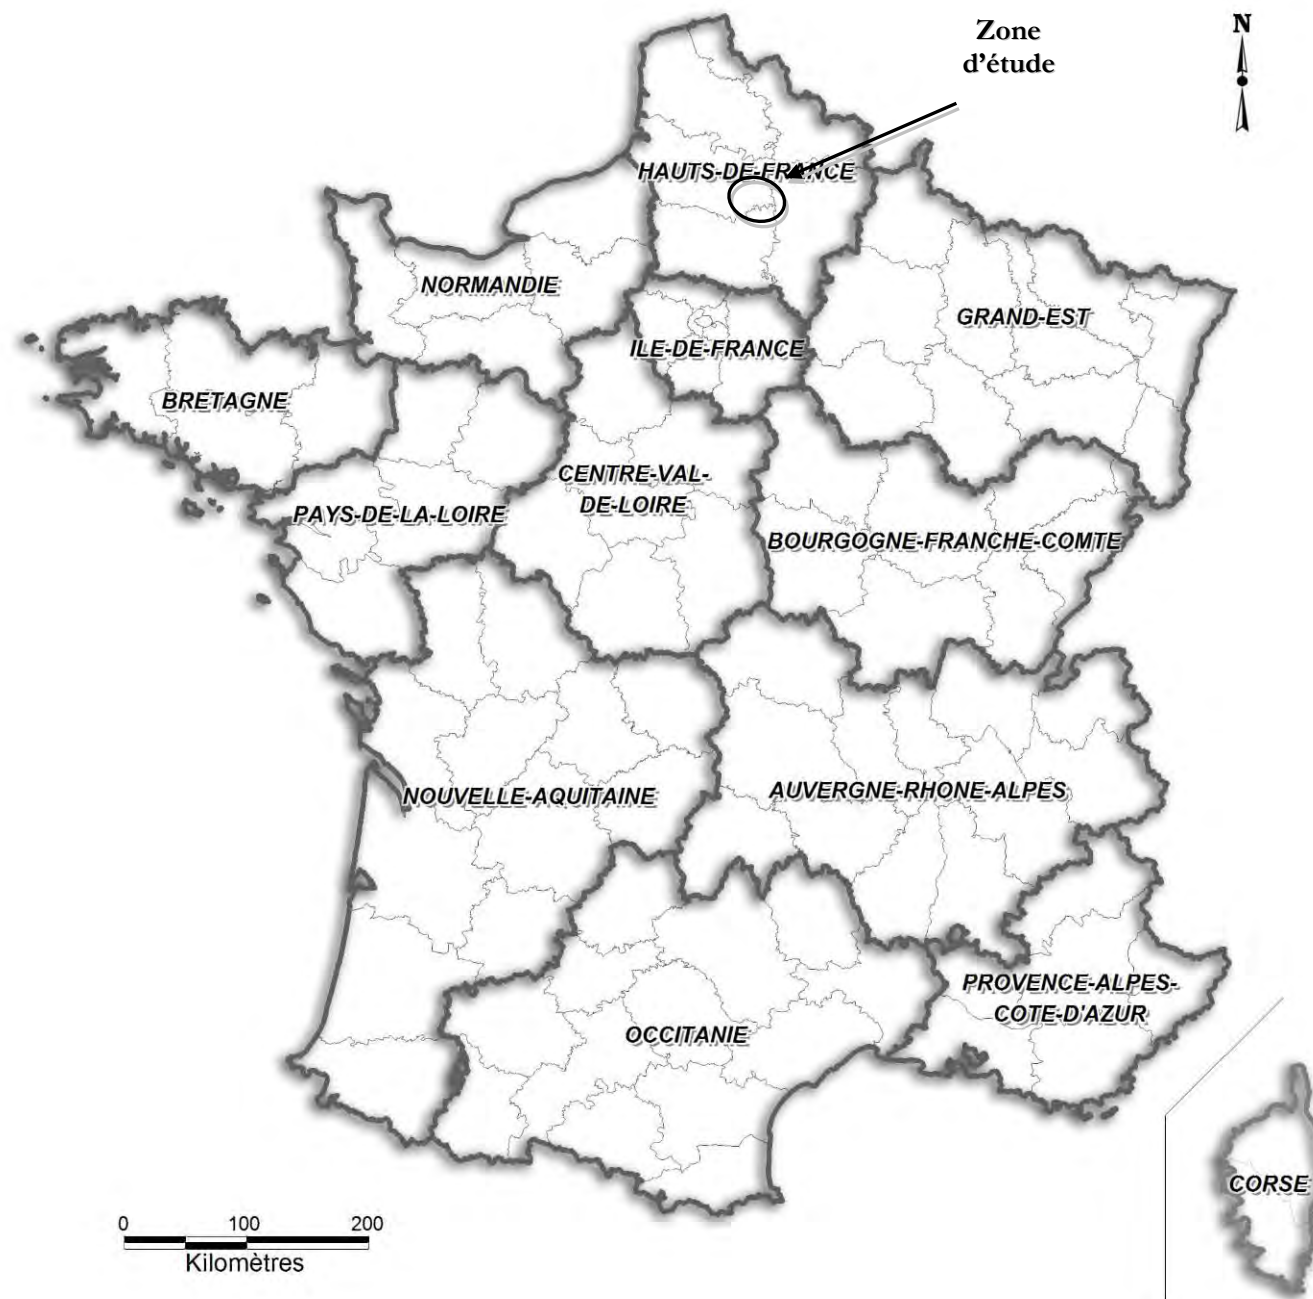 Zone
d'étude
N
HAUTS-DE-FRANCE
NORMANDIE
GRAND-EST
ILE-DE-FRANCE
BRETAGNE
CENTRE-VAL-
DE-LOIRE
PAYS-DE-LA-LOIRE
BOURGOGNE-FRANCHE-COMTE
NOUVELLE-AQUITAINE
AUVERGNE-RHONE-ALPES
PROVENCE-ALPES-
COTE-D'AZUR
OCCITANIE
CORSE
0 100 200
Kilomètres